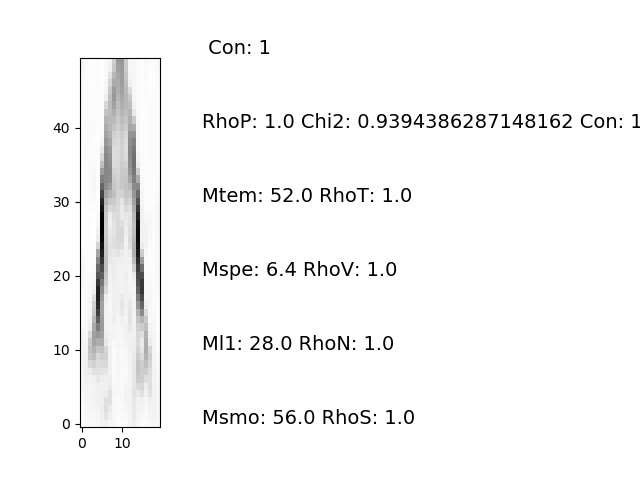 Con: 1
RhoP: 1.0 Chi2: 0.9394386287148162 Con: 1
Mtem: 52.0 RhoT: 1.0
Mspe: 6.4 RhoV: 1.0
Ml1: 28.0 RhoN: 1.0
Msmo: 56.0 RhoS: 1.0
40
30
20
10
0
0 10